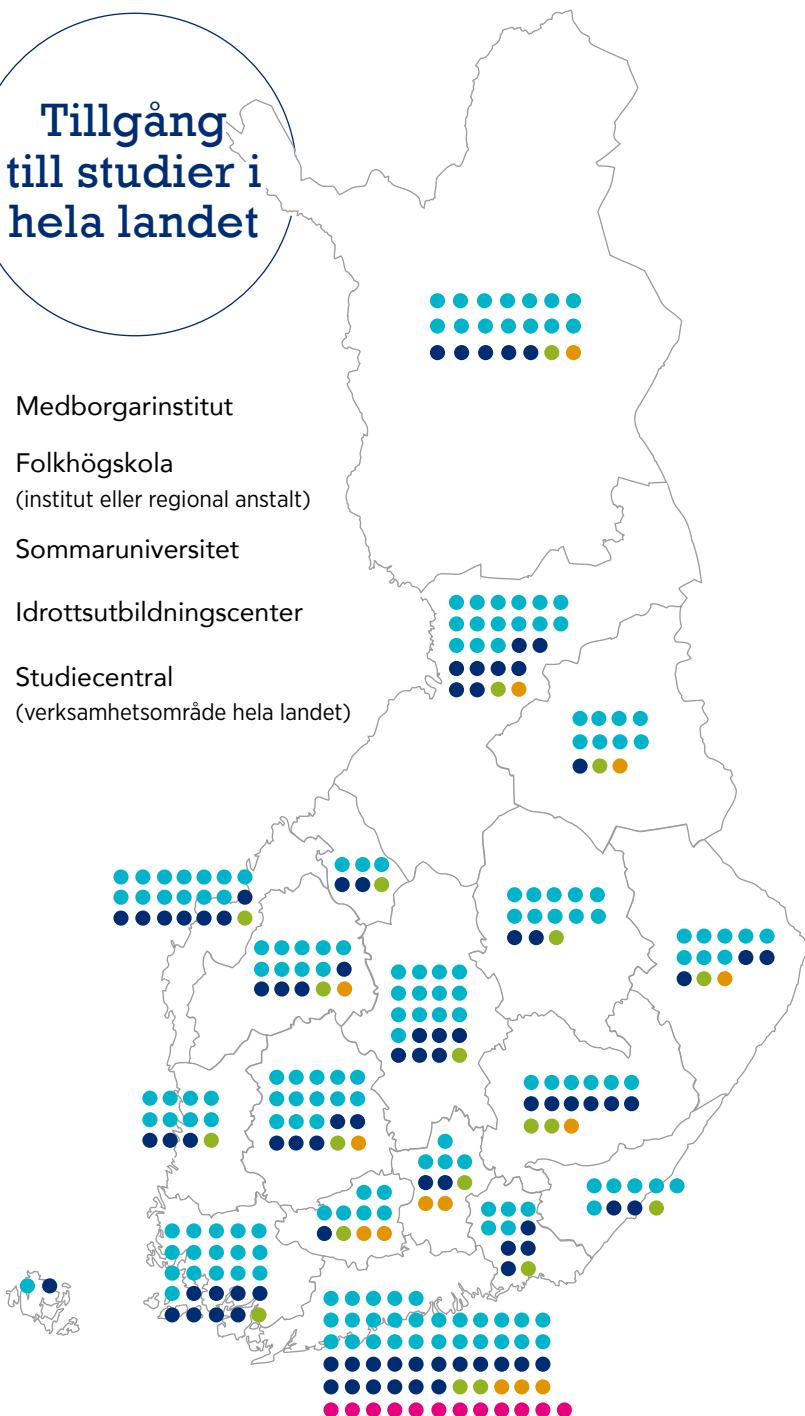 Tillgång
till studier i
hela landet
Medborgarinstitut
Folkhögskola
(institut eller regional anstalt)
Sommaruniversitet
Idrottsutbildningscenter
Studiecentral
(verksamhetsområde hela landet)